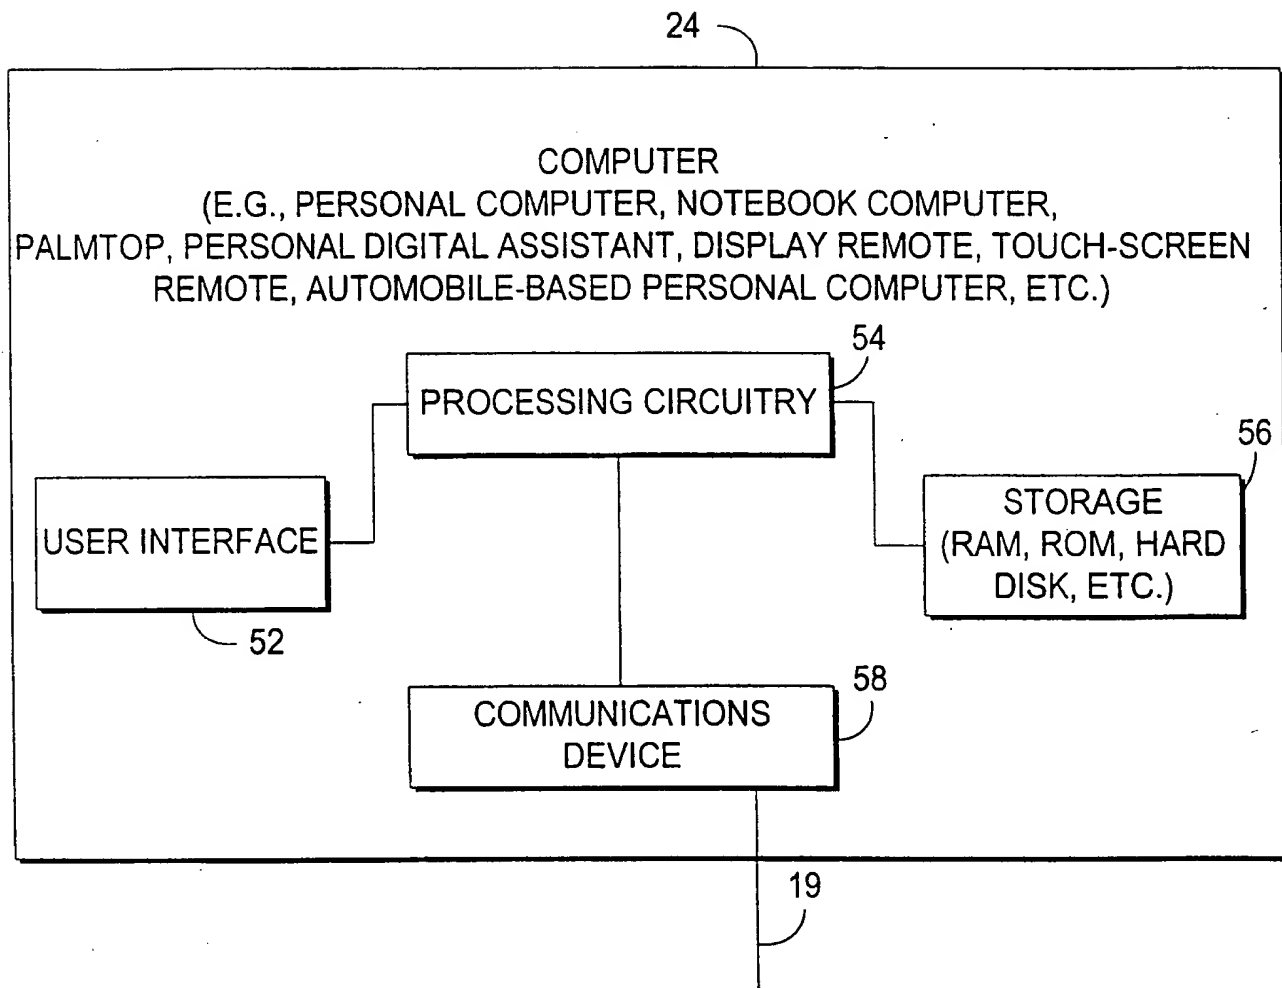 24
COMPUTER
(E.G., PERSONAL COMPUTER, NOTEBOOK COMPUTER,
PALMTOP, PERSONAL DIGITAL ASSISTANT, DISPLAY REMOTE, TOUCH-SCREEN
REMOTE, AUTOMOBILE-BASED PERSONAL COMPUTER, ETC.)
54
PROCESSING CIRCUITRY
56
USER INTERFACE
52
STORAGE
(RAM, ROM, HARD
DISK, ETC.)
58
COMMUNICATIONS
DEVICE
19